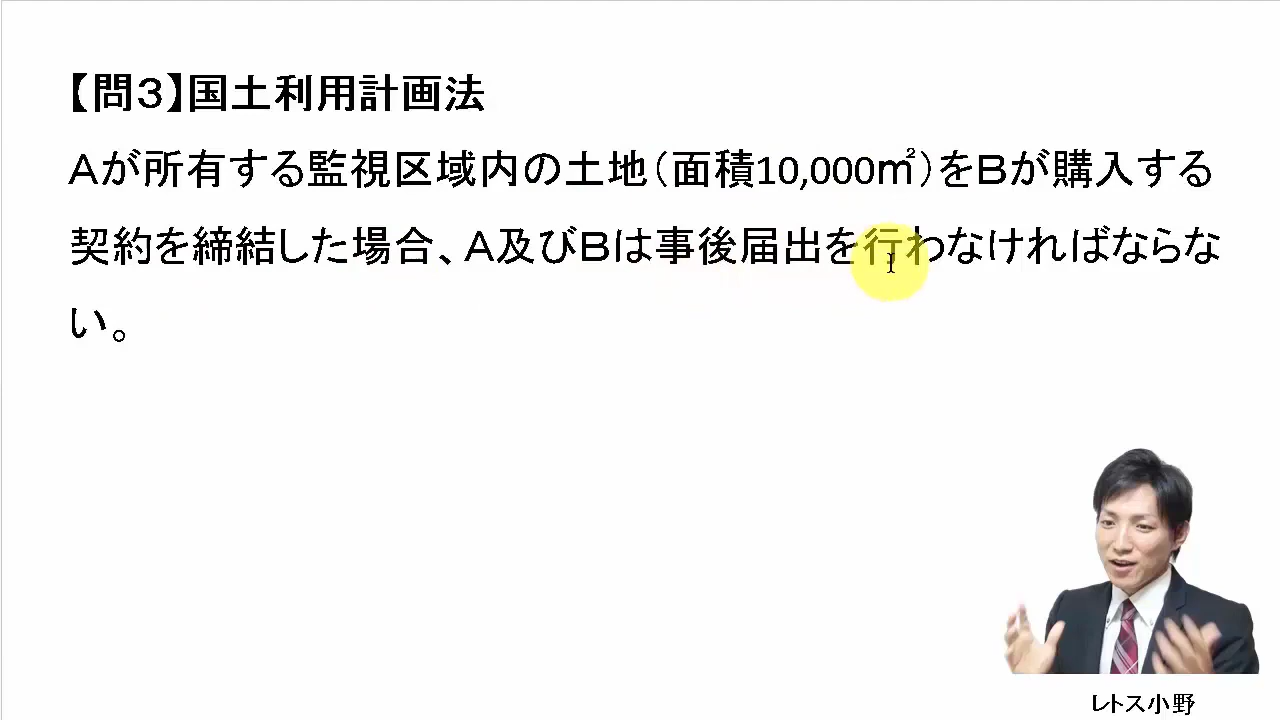 【問３】国土利用計画法
Ａが所有する監視区域内の土地（面積10,000㎡）をＢが購入する
契約を締結した場合、Ａ及びＢは事後届出を行わなければならな
い。
レトス小野